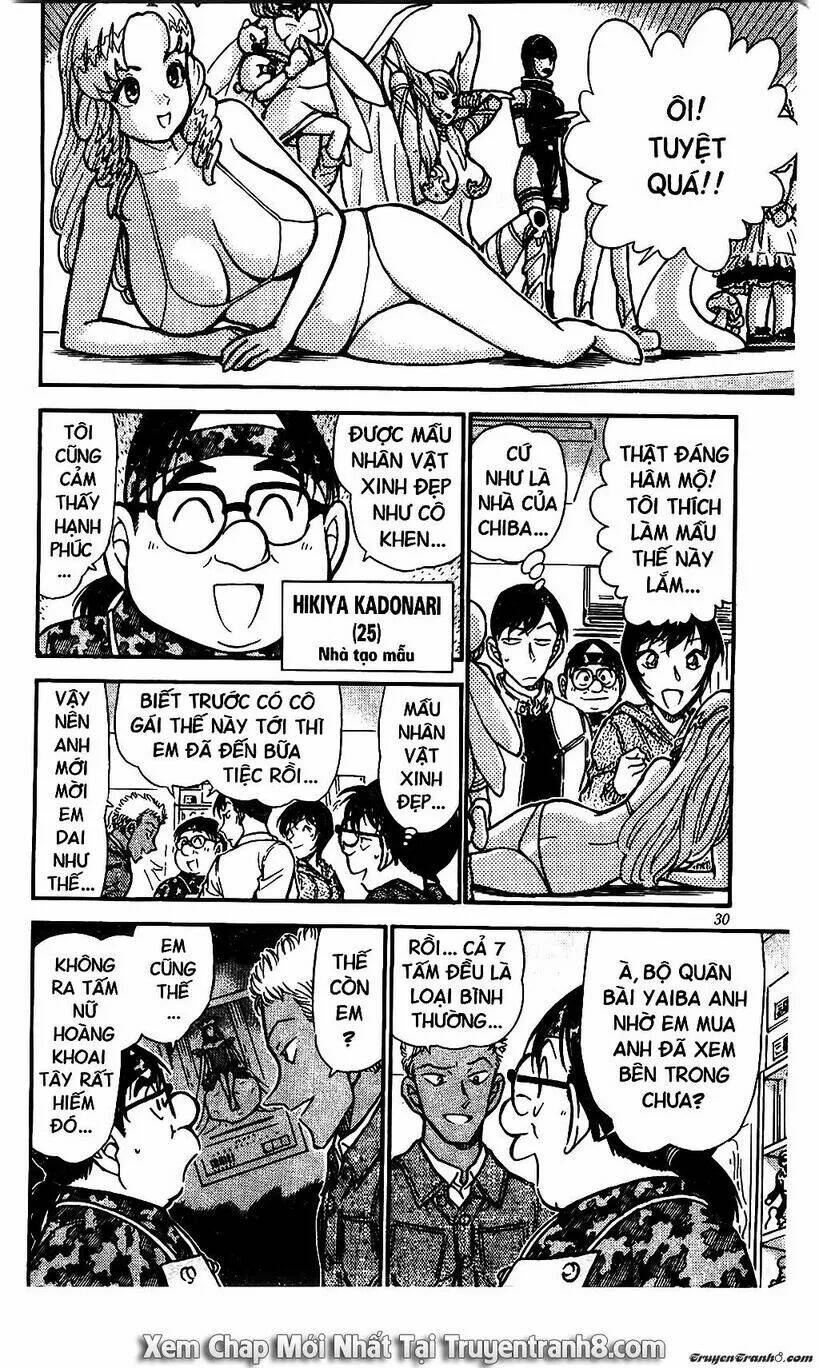 ÔI!
TUYỆT
QUÁ!!
THẬT ĐÁNG
HÂM MỘ!
TÔI THÍCH
LÀM MẪU
THẾ NÀY
LẮM...
CỨ
NHƯ LÀ
NHÀ CỦA
CHIBA...
ĐƯỢC MẪU
NHÂN VẬT
XINH ĐẸP
NHƯ CÔ
KHEN...
TÔI
CŨNG
CẢM
THẤY
HẠNH
PHÚC
...
HIKIYA KADONARI
(25)
Nhà tạo mẫu
MẪU
NHÂN
VẬT
XINH
ĐẸP...
BIẾT TRƯỚC CÓ CÔ
GÁI THẾ NÀY TỚI THÌ
EM ĐÃ ĐẾN BỮA
TIỆC RỒI...
VẬY
NÊN
ANH
MỚI
MỜI
EM
DAI
NHƯ
THẾ...
30
À, BỘ QUÂN
BÀI YAIBA ANH
NHỜ EM MUA
ANH ĐÃ XEM
BÊN TRONG
CHƯA?
RỒI... CẢ 7
TẤM ĐỀU LÀ
LOẠI BÌNH
THƯỜNG...
THẾ
CÒN
EM
?
EM
CŨNG
THẾ
...
KHÔNG
RA TẤM
NỮ
HOÀNG
KHOAI
TÂY RẤT
HIẾM
ĐÓ...
Xem Chap Mới Nhất Tại Truyentranh8.com
TruyenTranh8.com